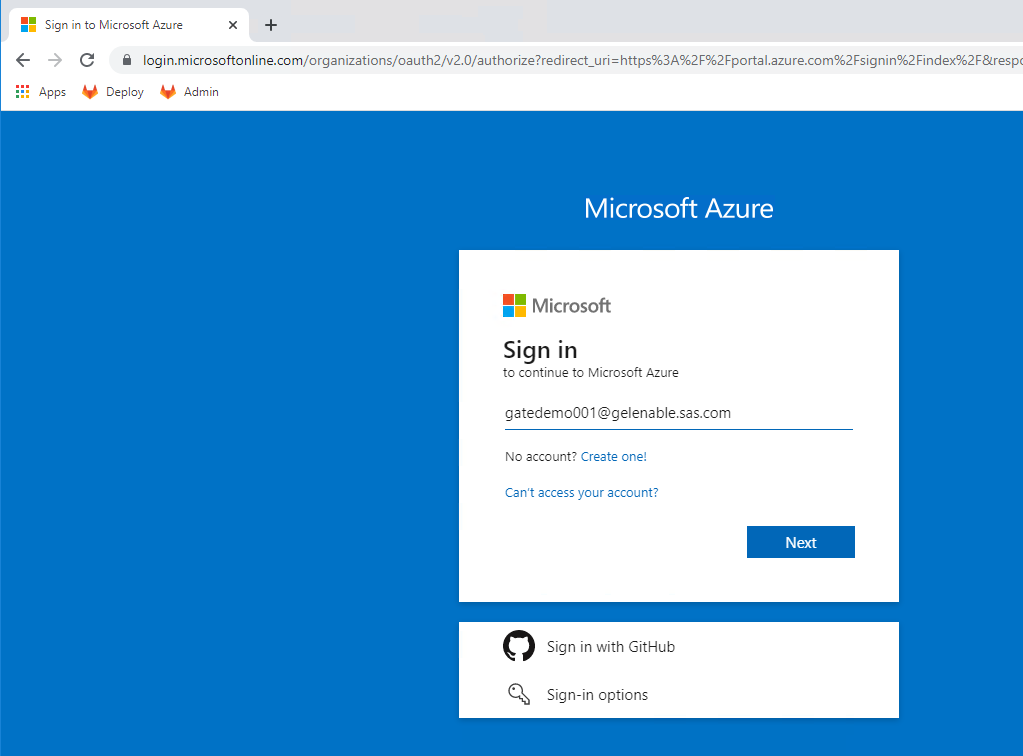 Sign in to Microsoft Azure
login.microsoftonline.com/organizations/oauth2/v2.0/authorize?redirect_uri=https%3A%2F%2Fportal.azure.com%2Fsignin%2Findex%2F&respo
Apps Deploy Admin
Microsoft Azure
Microsoft
Sign in
to continue to Microsoft Azure
gatedemo001@gelenable.sas.com
No account? Create one!
Can't access your account?
Next
Sign in with GitHub
Sign-in options